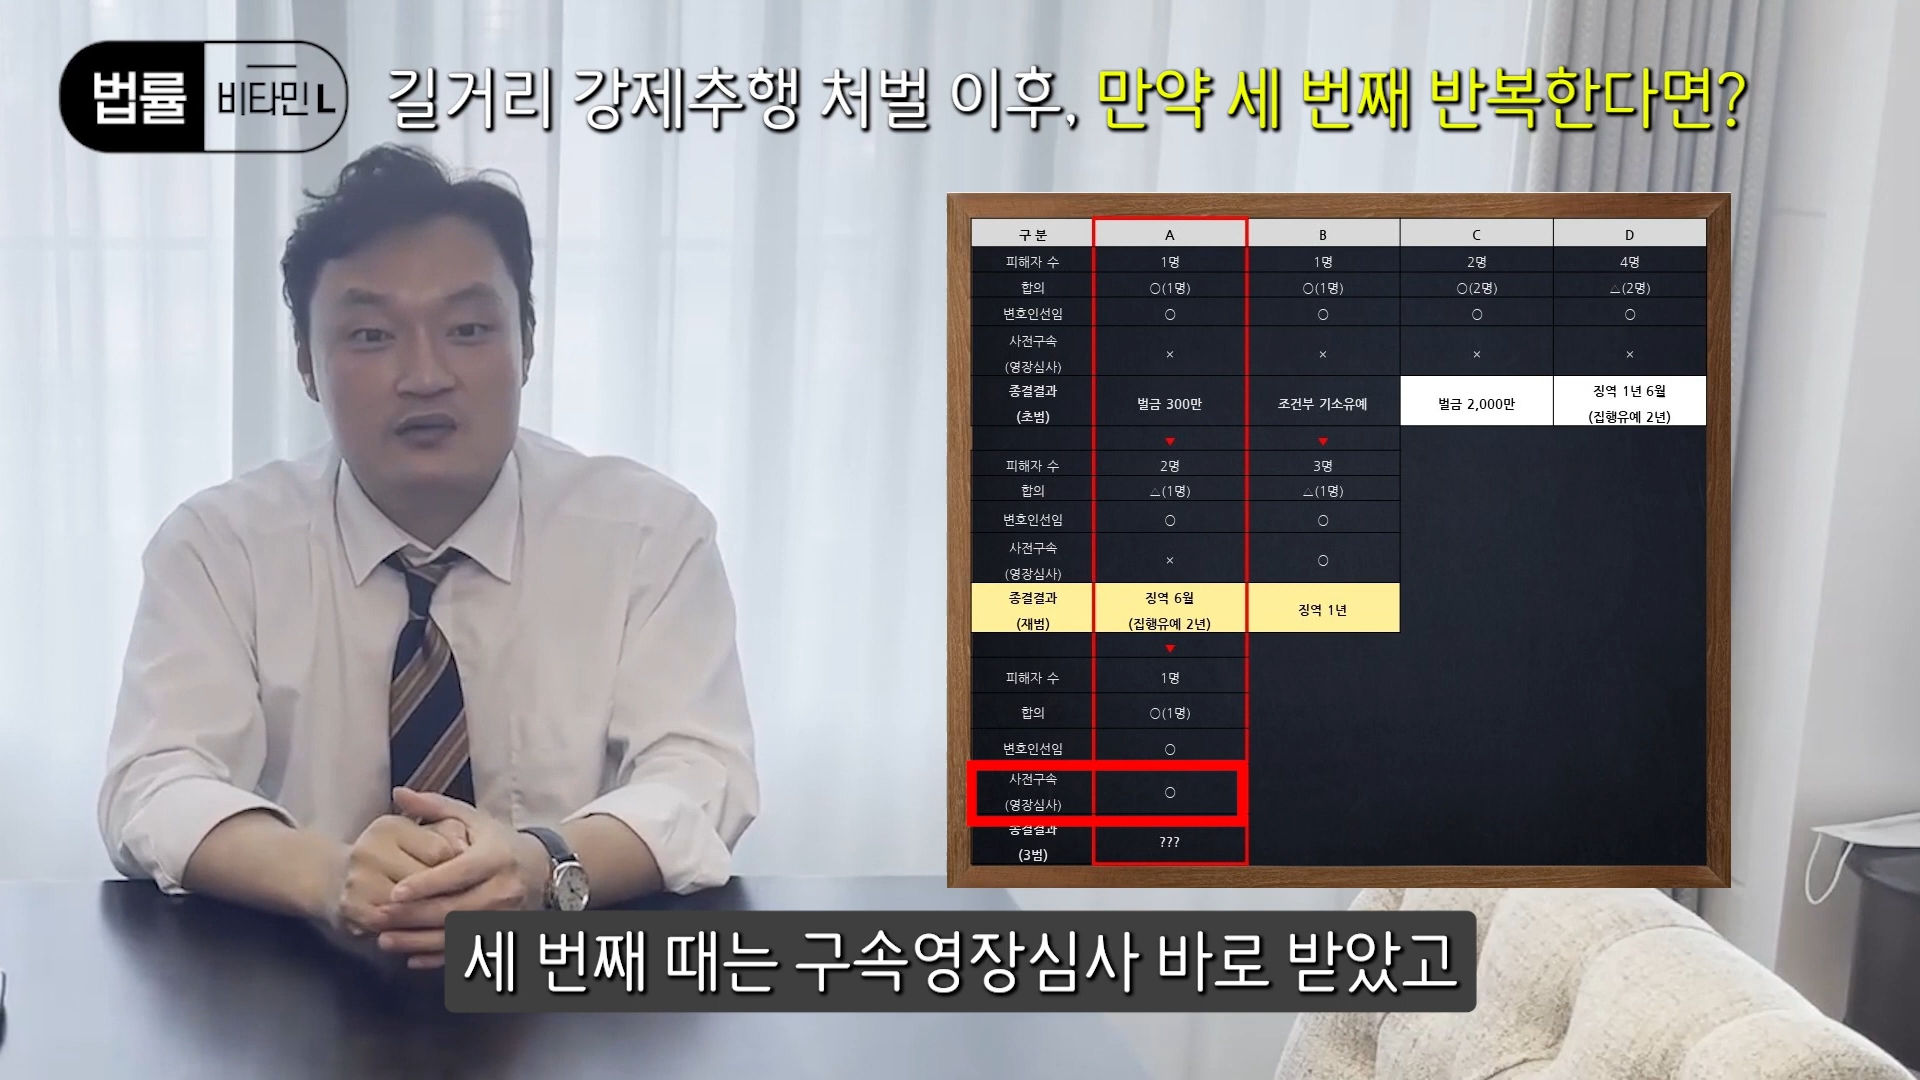 법률 비타민 L
길거리 강제추행 처벌 이후, 만약 세 번째 반복한다면?
구 분 A B C D
피해자 수 1명 1명 2명 4명
합의 ○(1명) ○(1명) ○(2명) △(2명)
변호인선임 ○ ○ ○ ○
사전구속
(영장심사) × × × ×
종결결과
(초범) 벌금 300만 조건부 기소유예 벌금 2,000만 징역 1년 6월
(집행유예 2년)
▼ ▼
피해자 수 2명 3명
합의 △(1명) △(1명)
변호인선임 ○ ○
사전구속
(영장심사) × ○
종결결과
(재범) 징역 6월
(집행유예 2년) 징역 1년
▼
피해자 수 1명
합의 ○(1명)
변호인선임 ○
사전구속
(영장심사) ○
종결결과
(3범) ???
세 번째 때는 구속영장심사 바로 받았고